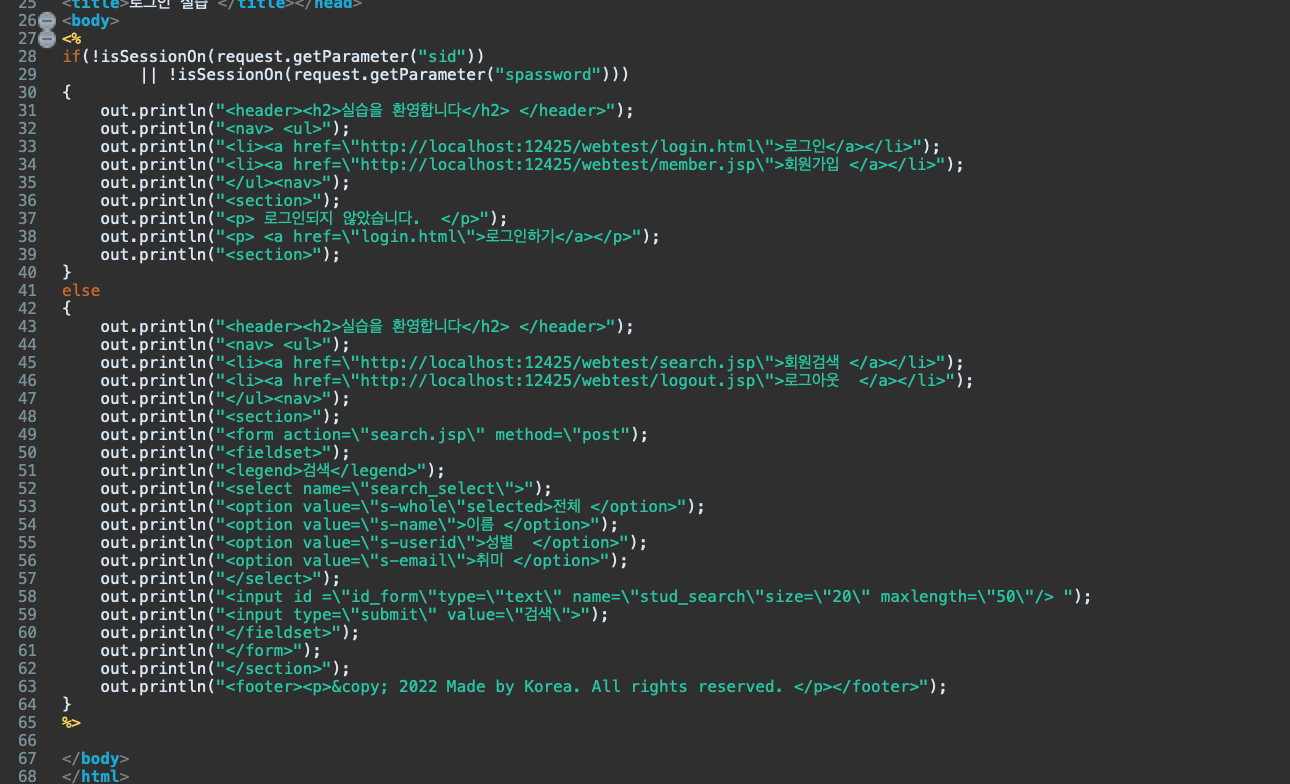 25 <title>로그인 실습 </title></head>
26 <body>
27 <%
28 if(!isSessionOn(request.getParameter("sid"))
29 || !isSessionOn(request.getParameter("spassword")))
30 {
31 out.println("<header><h2>실습을 환영합니다</h2> </header>");
32 out.println("<nav> <ul>");
33 out.println("<li><a href=\"http://localhost:12425/webtest/login.html\">로그인</a></li>");
34 out.println("<li><a href=\"http://localhost:12425/webtest/member.jsp\">회원가입 </a></li>");
35 out.println("</ul><nav>");
36 out.println("<section>");
37 out.println("<p> 로그인되지 않았습니다.  </p>");
38 out.println("<p> <a href=\"login.html\">로그인하기</a></p>");
39 out.println("<section>");
40 }
41 else
42 {
43 out.println("<header><h2>실습을 환영합니다</h2> </header>");
44 out.println("<nav> <ul>");
45 out.println("<li><a href=\"http://localhost:12425/webtest/search.jsp\">회원검색 </a></li>");
46 out.println("<li><a href=\"http://localhost:12425/webtest/logout.jsp\">로그아웃  </a></li>");
47 out.println("</ul><nav>");
48 out.println("<section>");
49 out.println("<form action=\"search.jsp\" method=\"post");
50 out.println("<fieldset>");
51 out.println("<legend>검색</legend>");
52 out.println("<select name=\"search_select\">");
53 out.println("<option value=\"s-whole\"selected>전체 </option>");
54 out.println("<option value=\"s-name\">이름 </option>");
55 out.println("<option value=\"s-userid\">성별  </option>");
56 out.println("<option value=\"s-email\">취미 </option>");
57 out.println("</select>");
58 out.println("<input id =\"id_form\"type=\"text\" name=\"stud_search\"size=\"20\" maxlength=\"50\"/> ");
59 out.println("<input type=\"submit\" value=\"검색\">");
60 out.println("</fieldset>");
61 out.println("</form>");
62 out.println("</section>");
63 out.println("<footer><p>&copy; 2022 Made by Korea. All rights reserved. </p></footer>");
64 }
65 %>
66
67 </body>
68 </html>